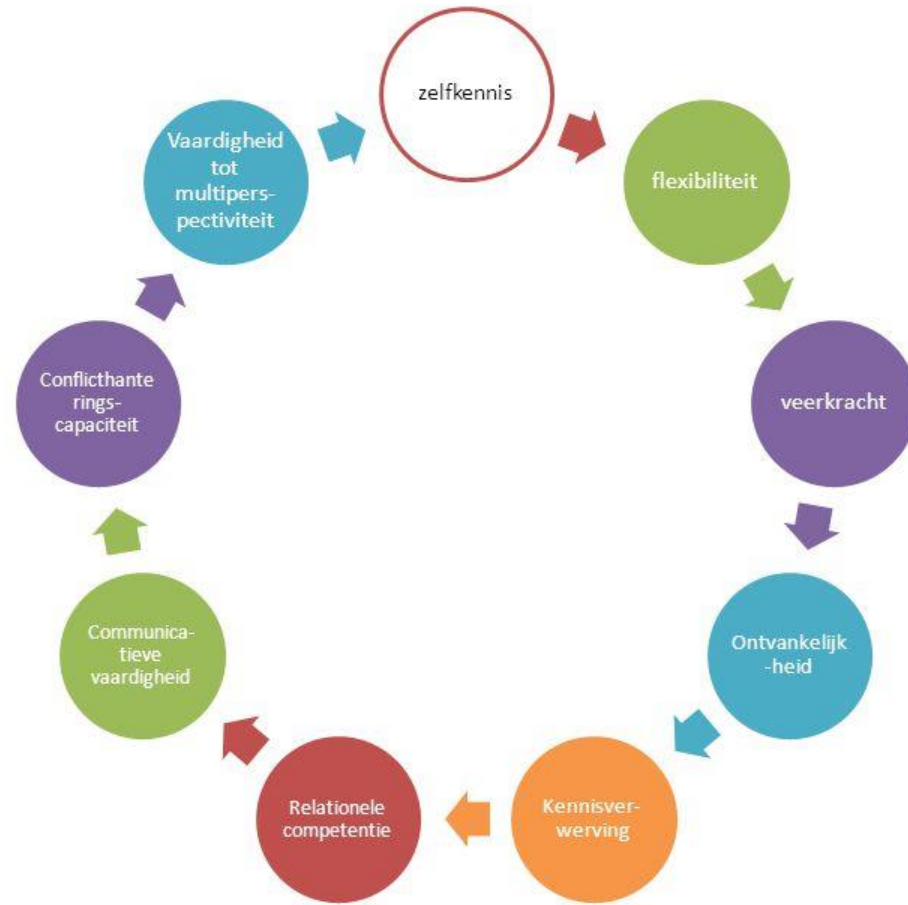 zelfkennis
flexibiliteit
veerkracht
Ontvankelijk
-heid
Kennisver-
werving
Relationele
competentie
Communica-
tieve
vaardigheid
Conflicthante
rings-
capaciteit
Vaardigheid
tot
multipers-
pectiviteit